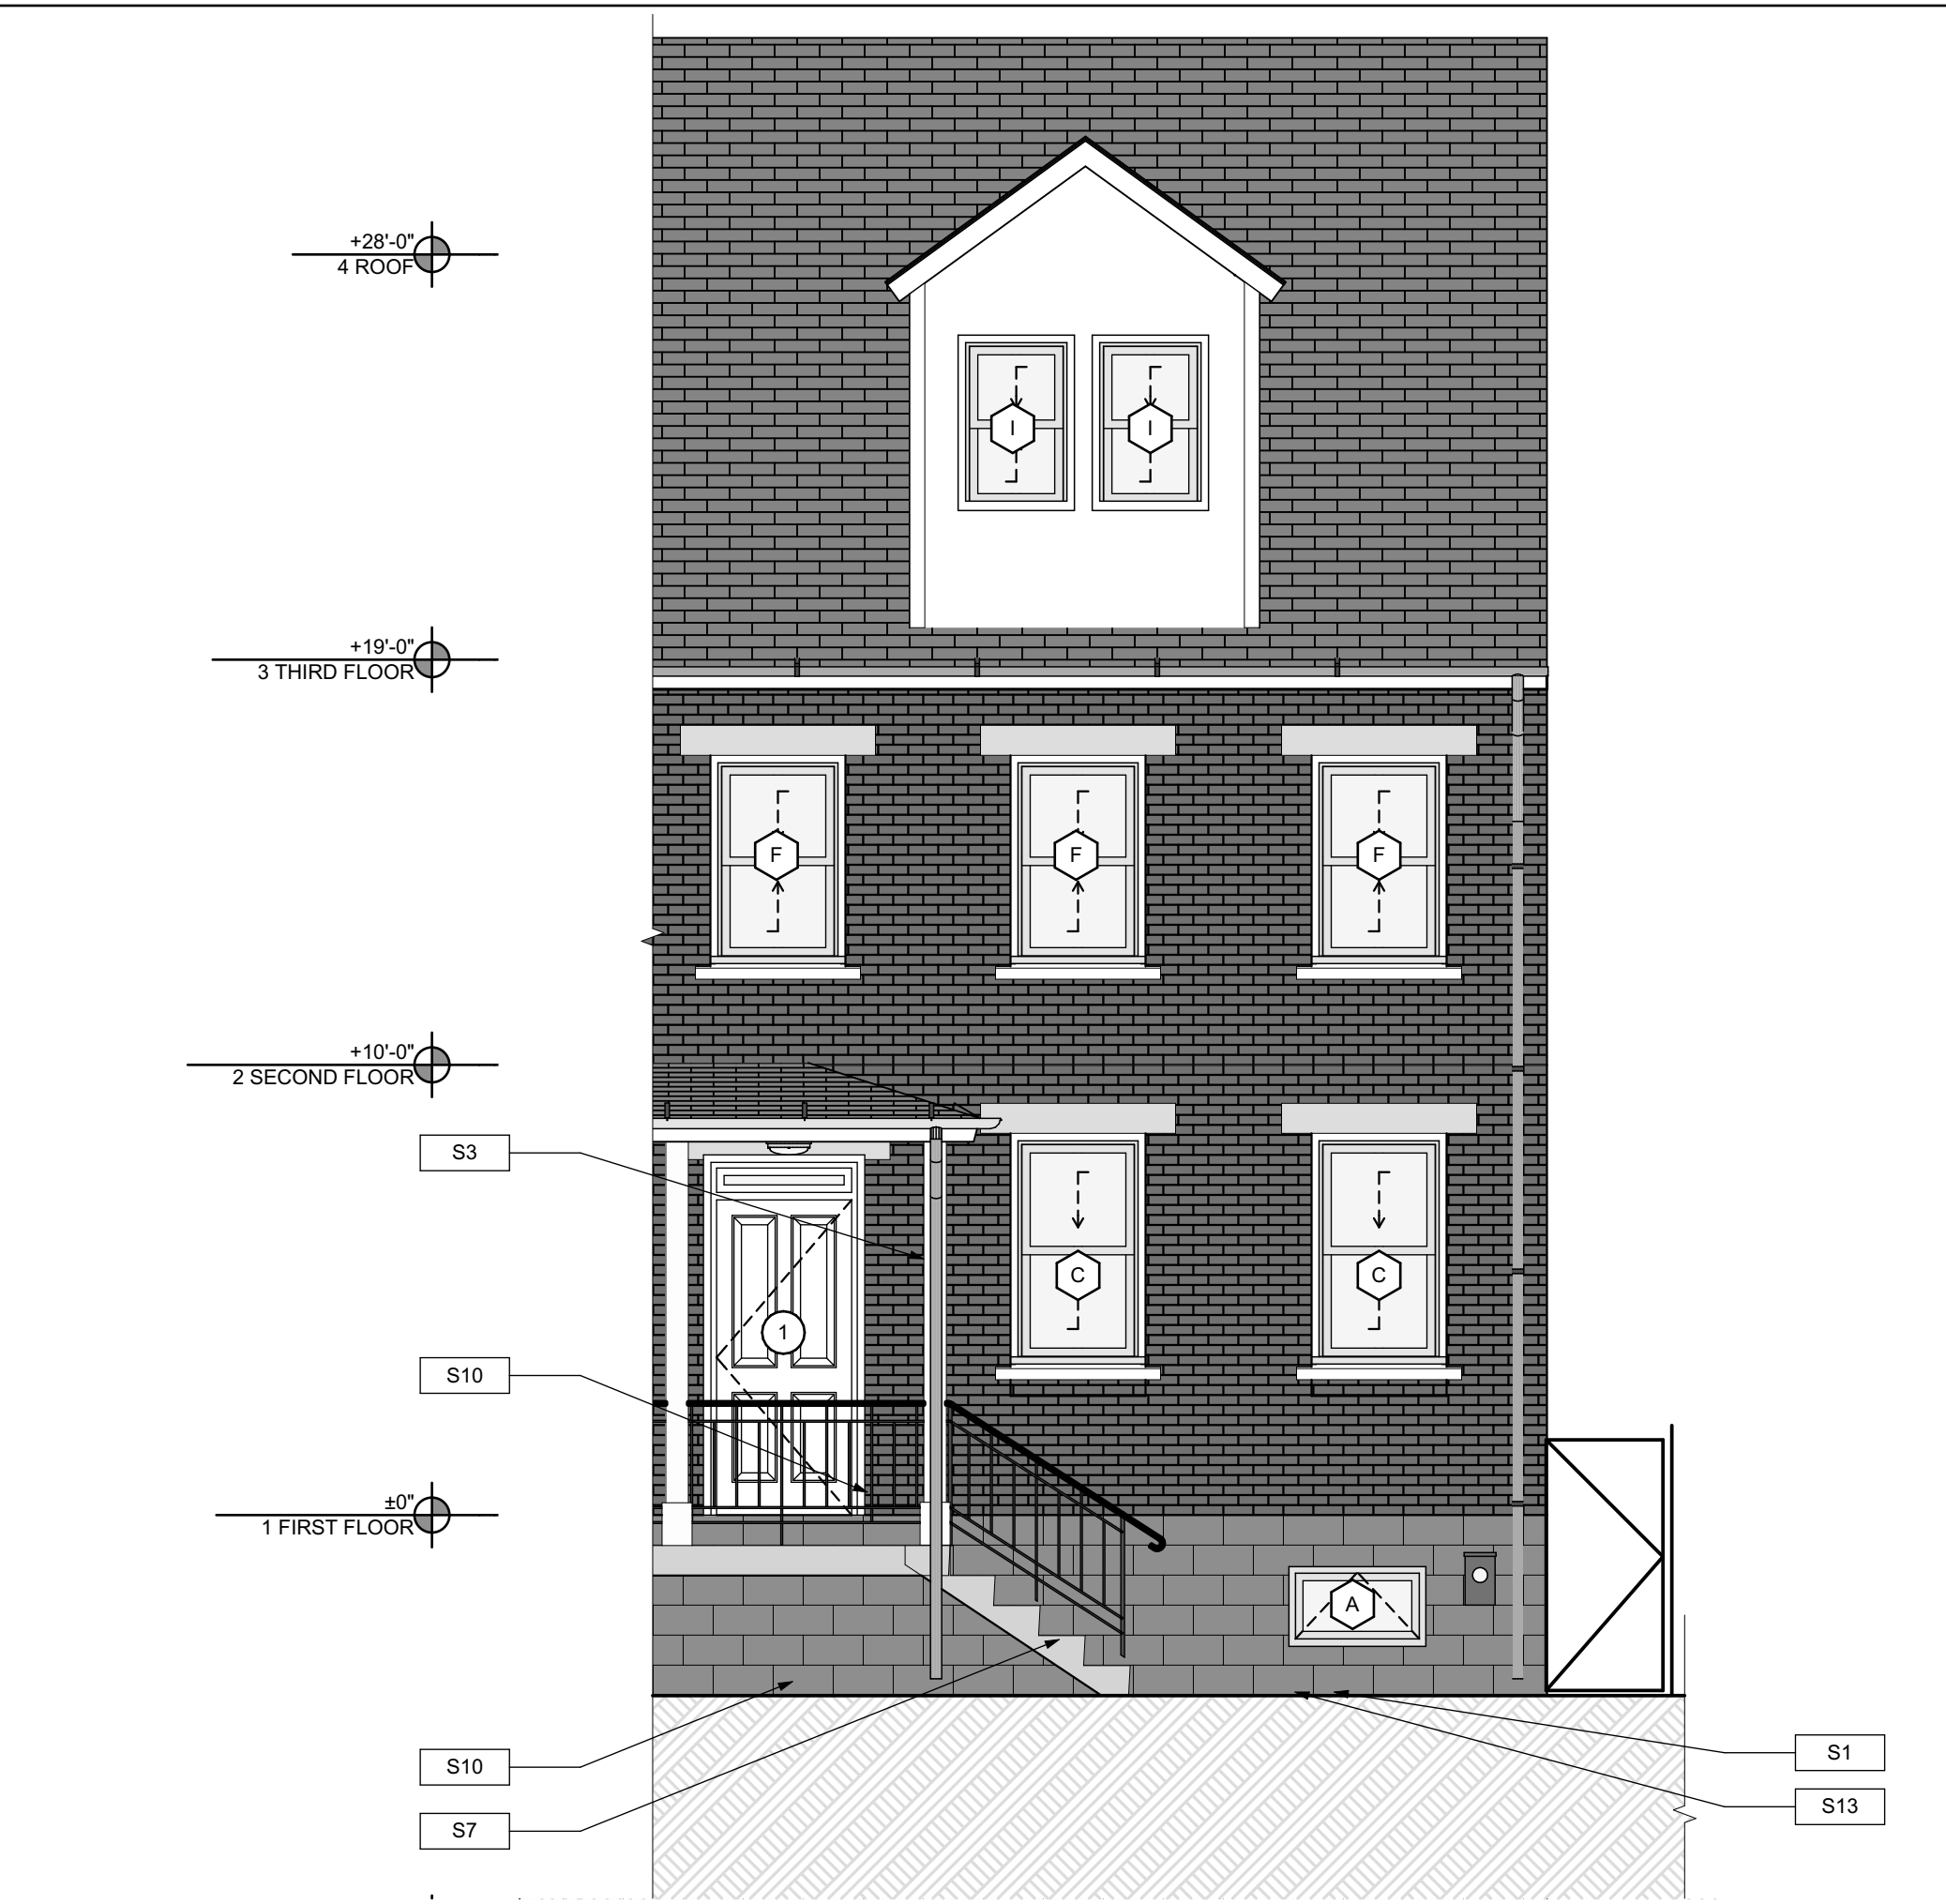 +28'-0"
4 ROOF
I
I
+19'-0"
3 THIRD FLOOR
F
F
F
+10'-0"
2 SECOND FLOOR
S3
C
C
1
S10
±0"
1 FIRST FLOOR
A
S10
S1
S13
S7